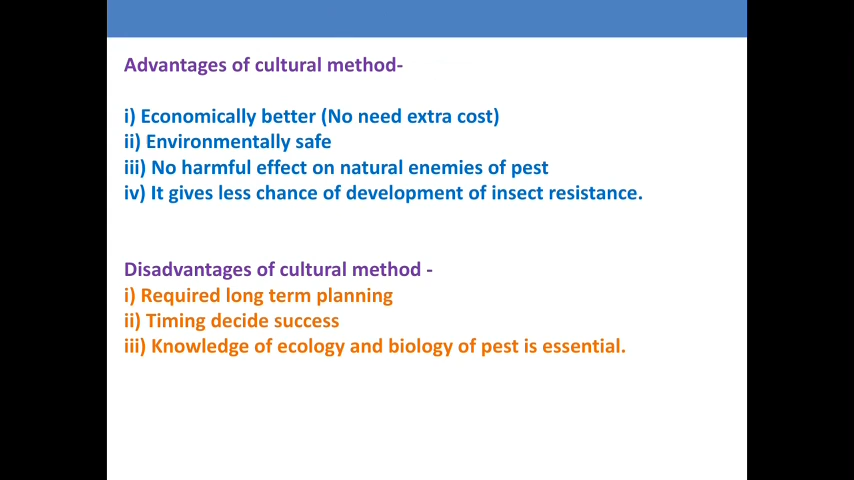 Advantages of cultural method-
i) Economically better (No need extra cost)
ii) Environmentally safe
iii) No harmful effect on natural enemies of pest
iv) It gives less chance of development of insect resistance.
Disadvantages of cultural method -
i) Required long term planning
ii) Timing decide success
iii) Knowledge of ecology and biology of pest is essential.